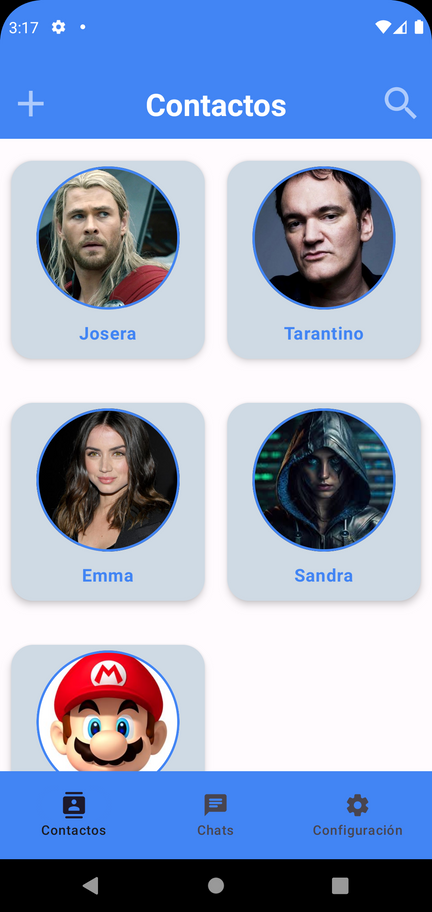 3:17
Contactos
Josera
Tarantino
Emma
Sandra
M
Contactos
Chats
Configuración